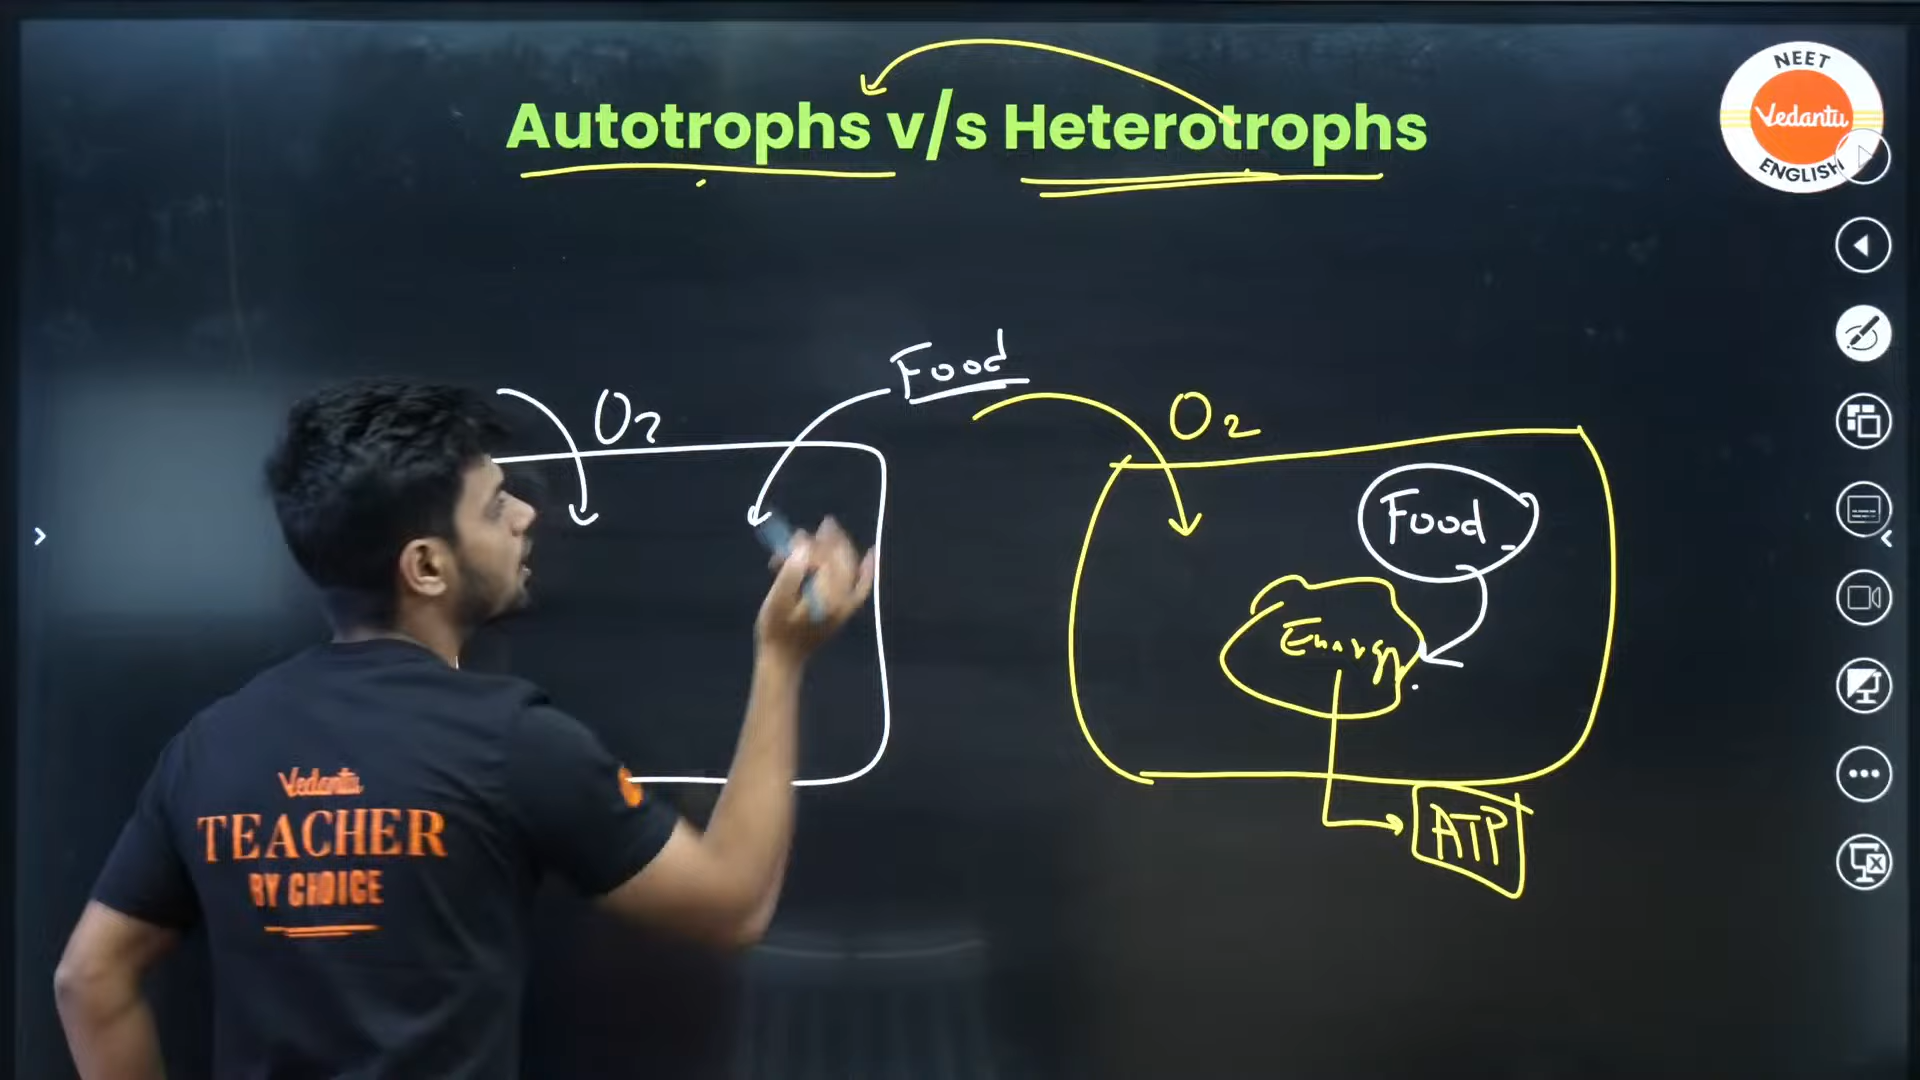 NEET
Vedantu
ENGLISH
Autotrophs v/s Heterotrophs
Food
O₂
O₂
Food
Energy
ATP
Vedantu
TEACHER
BY CHOICE